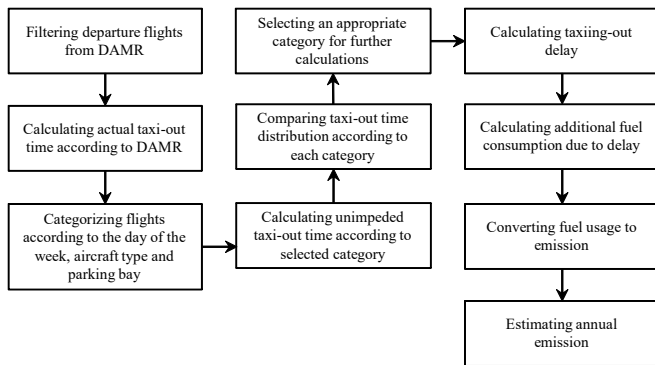 Filtering departure flights
from DAMR
Calculating actual taxi-out
time according to DAMR
Categorizing flights
according to the day of the
week, aircraft type and
parking bay
Calculating unimpeded
taxi-out time according to
selected category
Comparing taxi-out time
distribution according to
each category
Selecting an appropriate
category for further
calculations
Calculating taxiing-out
delay
Calculating additional fuel
consumption due to delay
Converting fuel usage to
emission
Estimating annual
emission